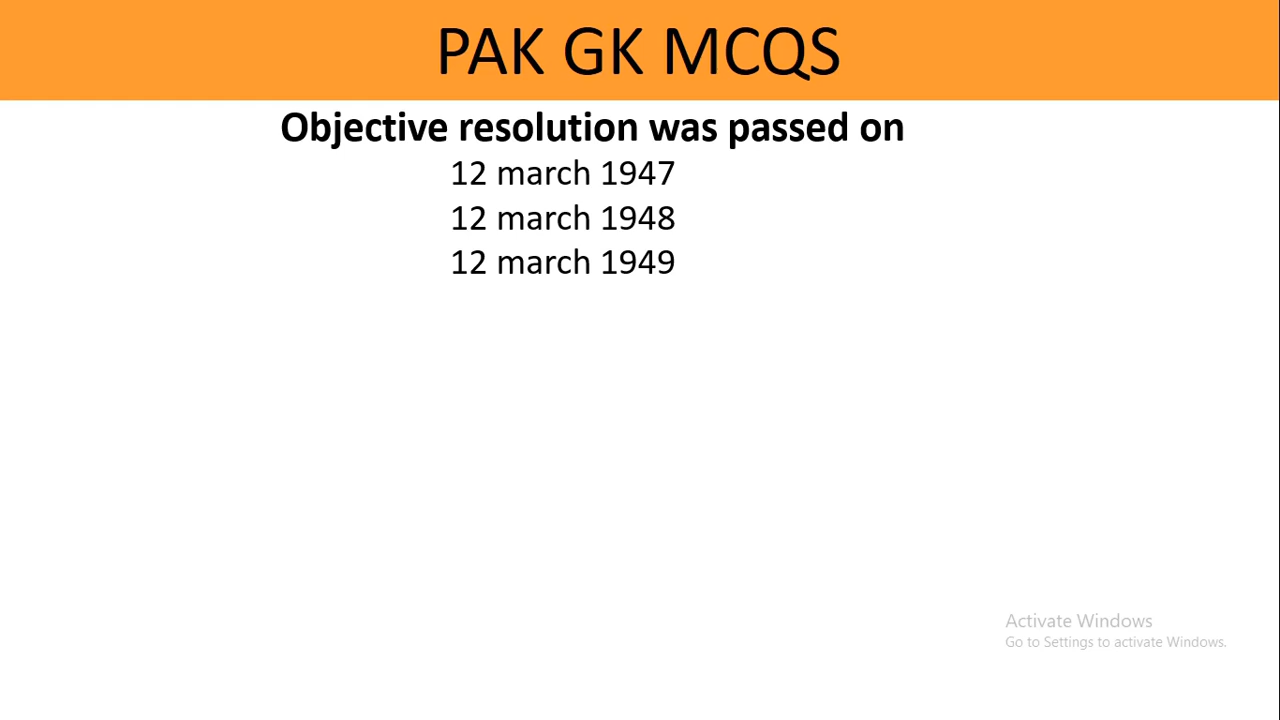 PAK GK MCQS
Objective resolution was passed on
12 march 1947
12 march 1948
12 march 1949
Activate Windows
Go to Settings to activate Windows.